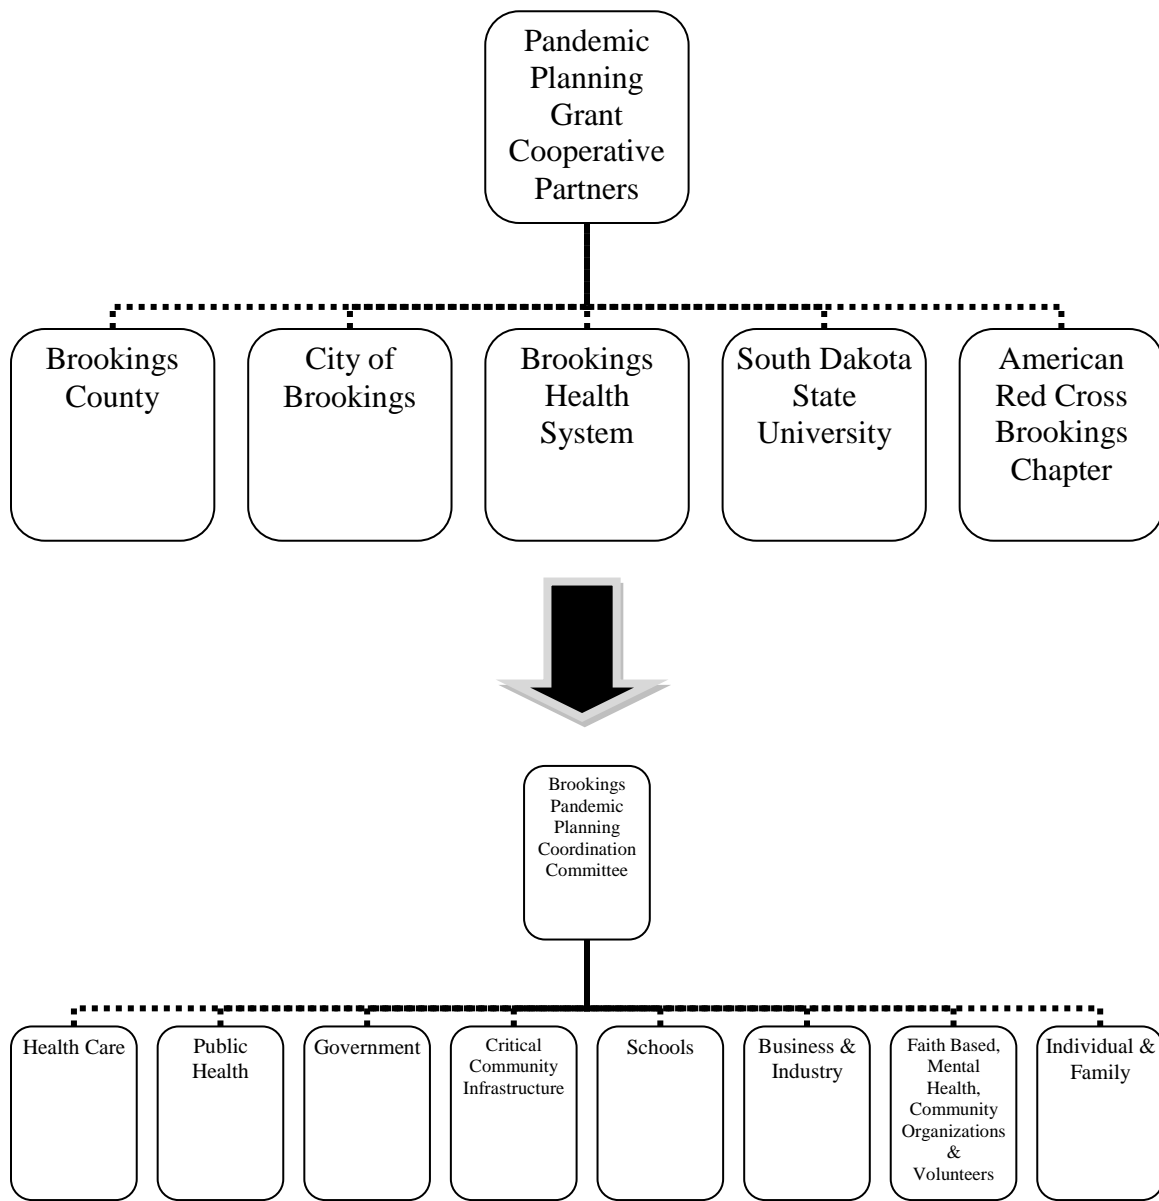 Pandemic
Planning
Grant
Cooperative
Partners
Brookings
County
City of
Brookings
Brookings
Health
System
South Dakota
State
University
American
Red Cross
Brookings
Chapter
Brookings
Pandemic
Planning
Coordination
Committee
Health Care
Public
Health
Government
Critical
Community
Infrastructure
Schools
Business &
Industry
Faith Based,
Mental
Health,
Community
Organizations
&
Volunteers
Individual &
Family